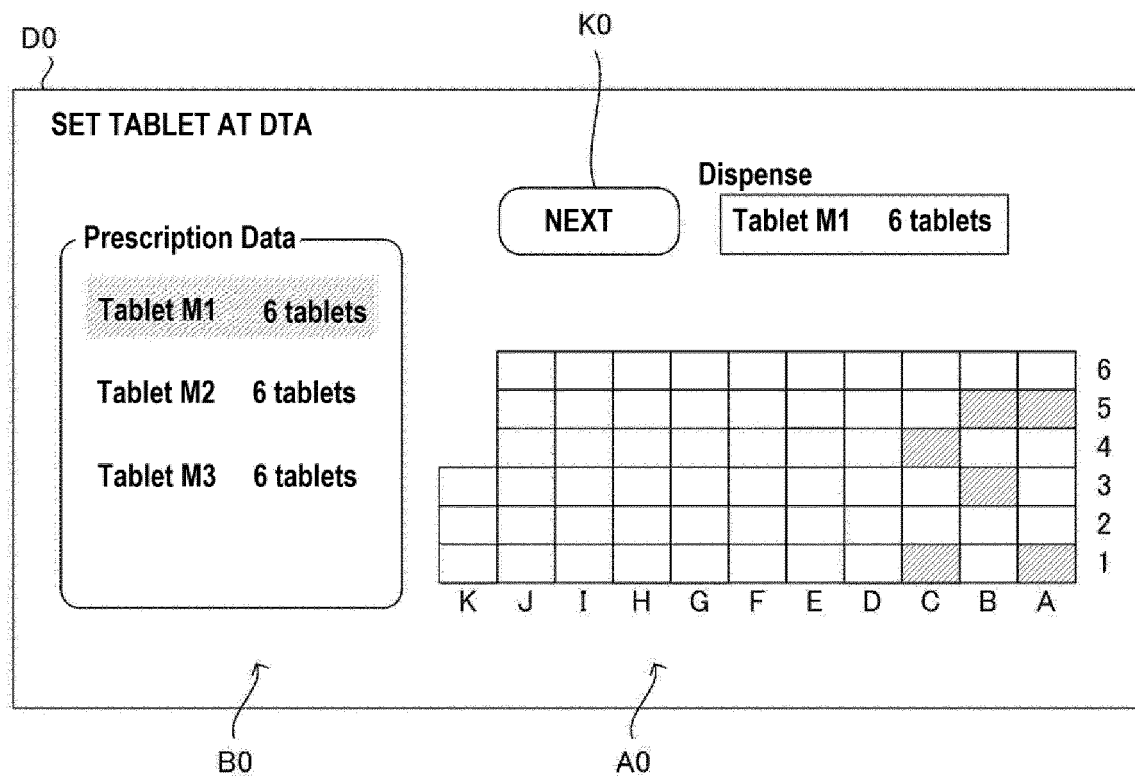 D0
K0
SET TABLET AT DTA
Dispense
NEXT
Tablet M1 6 tablets
Prescription Data
Tablet M1 6 tablets
Tablet M2 6 tablets
Tablet M3 6 tablets
6
5
4
3
2
1
K J I H G F E D C B A
B0
A0